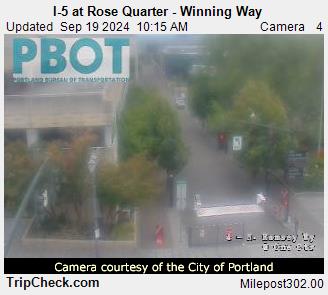 I-5 at Rose Quarter - Winning Way
Updated Sep 19 2024 10:15 AM Camera 4
PBOT
PORTLAND BUREAU OF TRANSPORTATION
Camera courtesy of the City of Portland
TripCheck.com Milepost302.00